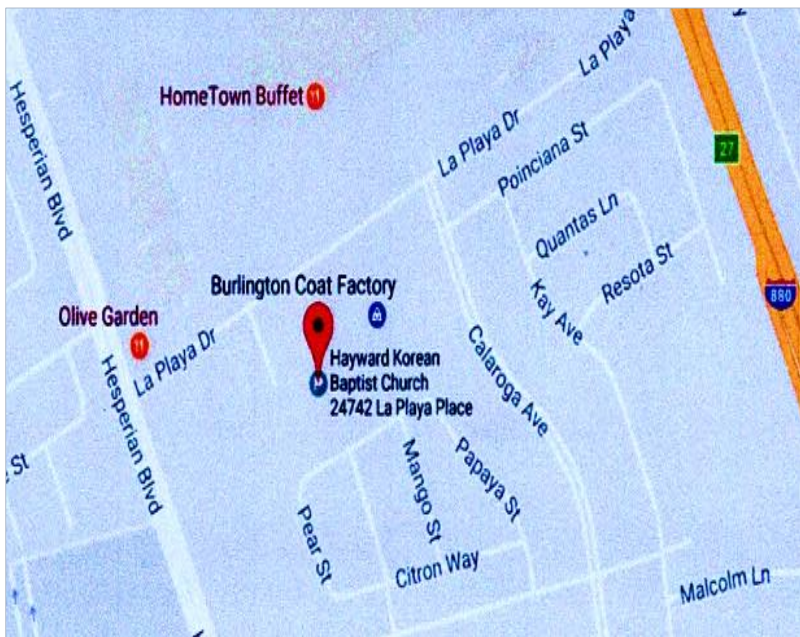 La Playa
HomeTown Buffet
La Playa Dr
Poinciana St
27
Hesperian Blvd
Quantas Ln
Resota St
Burlington Coat Factory
880
Kay Ave
Olive Garden
La Playa Dr
Hayward Korean
Baptist Church
24742 La Playa Place
Calaroga Ave
Hesperian Blvd
St
Mango St
Papaya St
Pear St
Citron Way
Malcolm Ln